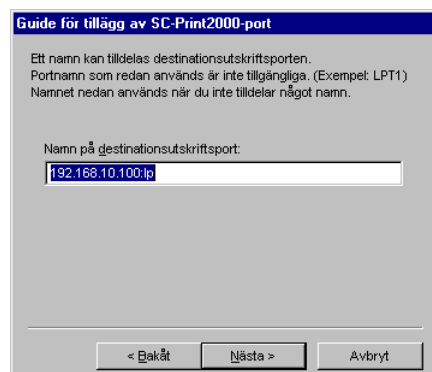 Guide för tillägg av SC-Print2000-port
Ett namn kan tilldelas destinationsutskriftsporten.
Portnamn som redan används är inte tillgängliga. (Exempel: LPT1)
Namnet nedan används när du inte tilldelar något namn.
Namn på destinationsutskriftsport:
192.168.10.100:lp
< Bakåt
Nästa >
Avbryt